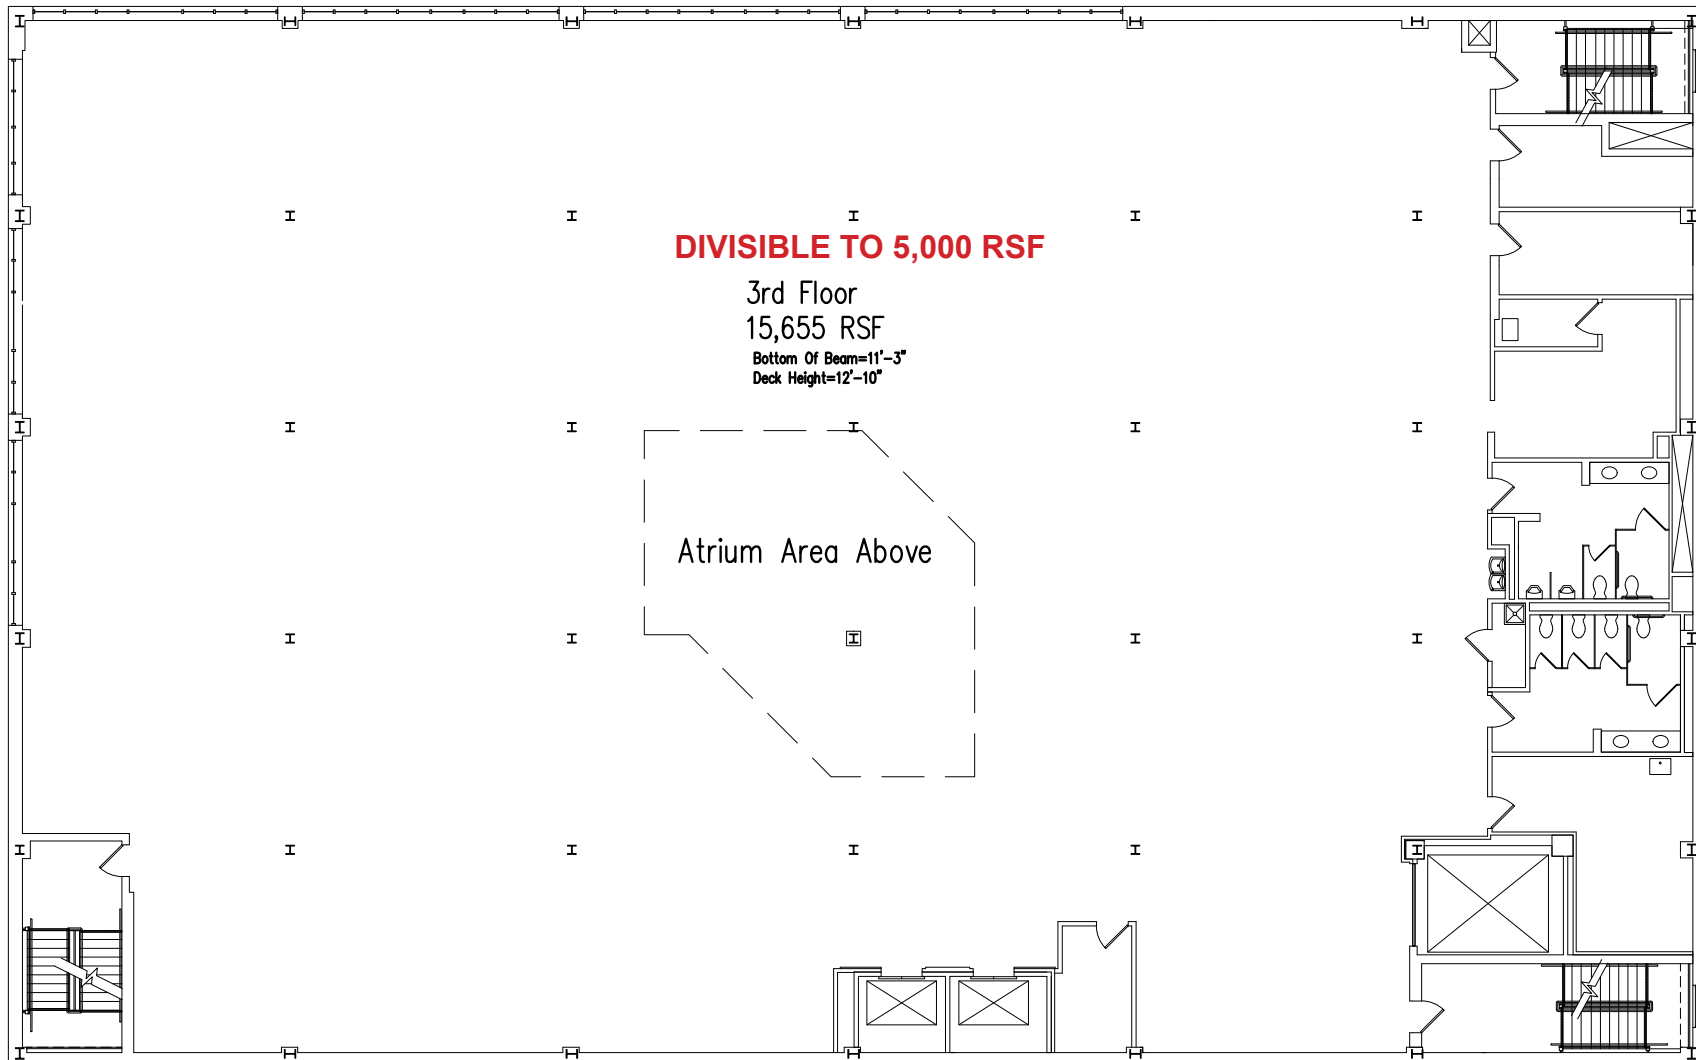 DIVISIBLE TO 5,000 RSF
3rd Floor
15,655 RSF
Bottom Of Beam=11'-3"
Deck Height=12'-10"
Atrium Area Above